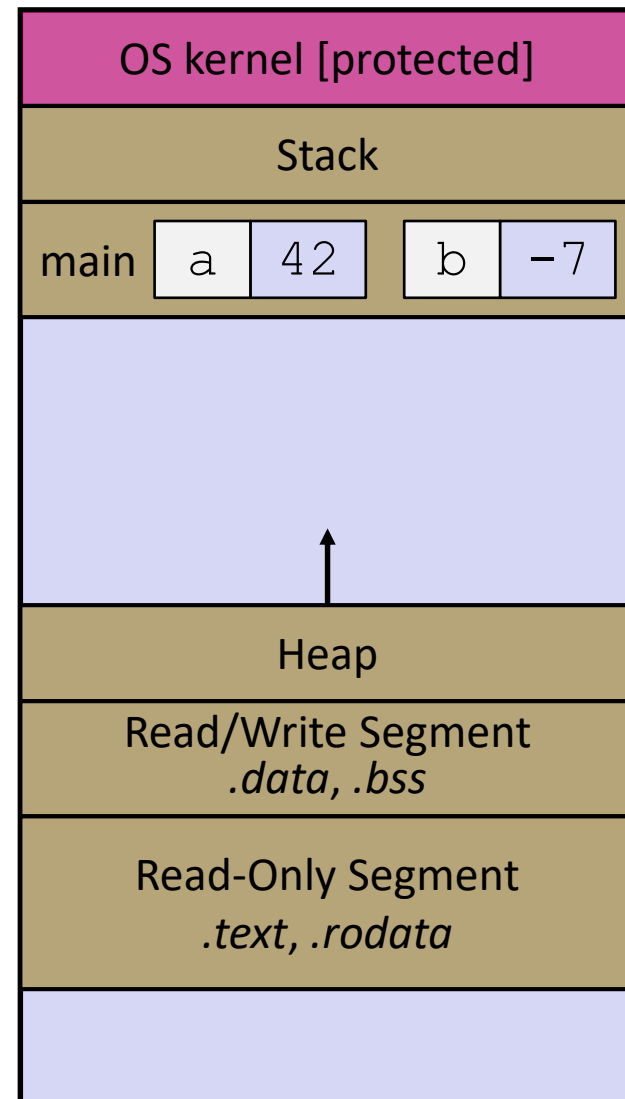 OS kernel [protected]
Stack
main a 42 b -7
Heap
Read/Write Segment
.data, .bss
Read-Only Segment
.text, .rodata